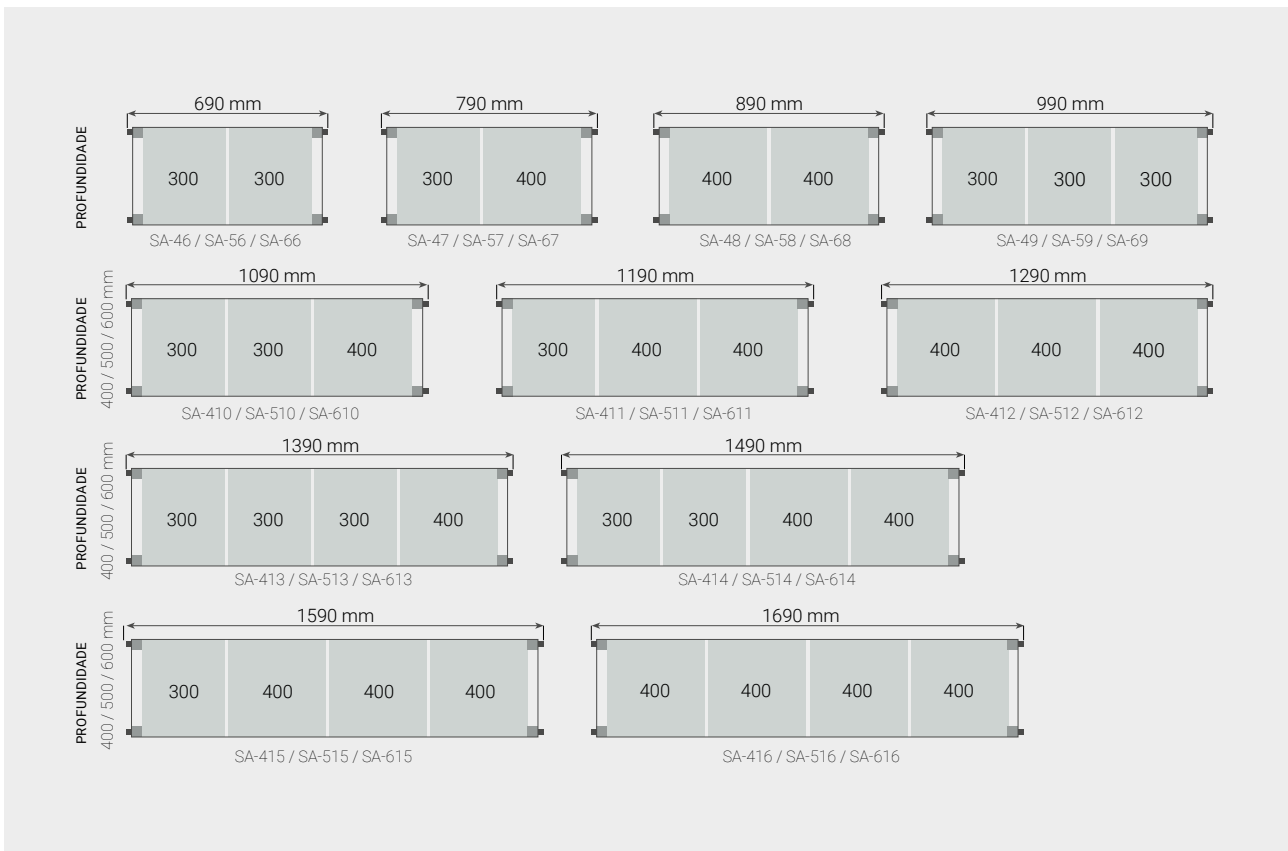 690 mm
790 mm
890 mm
990 mm
PROFUNDIDADE
300 300
300 400
400 400
300 300 300
SA-46 / SA-56 / SA-66
SA-47 / SA-57 / SA-67
SA-48 / SA-58 / SA-68
SA-49 / SA-59 / SA-69
1090 mm
1190 mm
1290 mm
PROFUNDIDADE
400 / 500 / 600 mm
300 300 400
300 400 400
400 400 400
SA-410 / SA-510 / SA-610
SA-411 / SA-511 / SA-611
SA-412 / SA-512 / SA-612
1390 mm
1490 mm
PROFUNDIDADE
400 / 500 / 600 mm
300 300 300 400
300 300 400 400
SA-413 / SA-513 / SA-613
SA-414 / SA-514 / SA-614
1590 mm
1690 mm
PROFUNDIDADE
400 / 500 / 600 mm
300 400 400 400
400 400 400 400
SA-415 / SA-515 / SA-615
SA-416 / SA-516 / SA-616